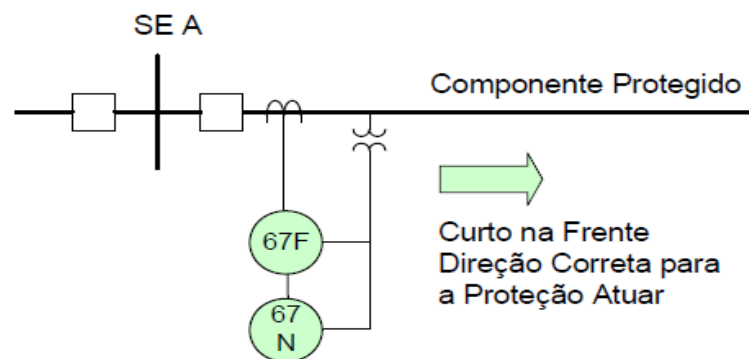 SE A
Componente Protegido
67F
67
N
Curto na Frente
Direção Correta para
a Proteção Atuar